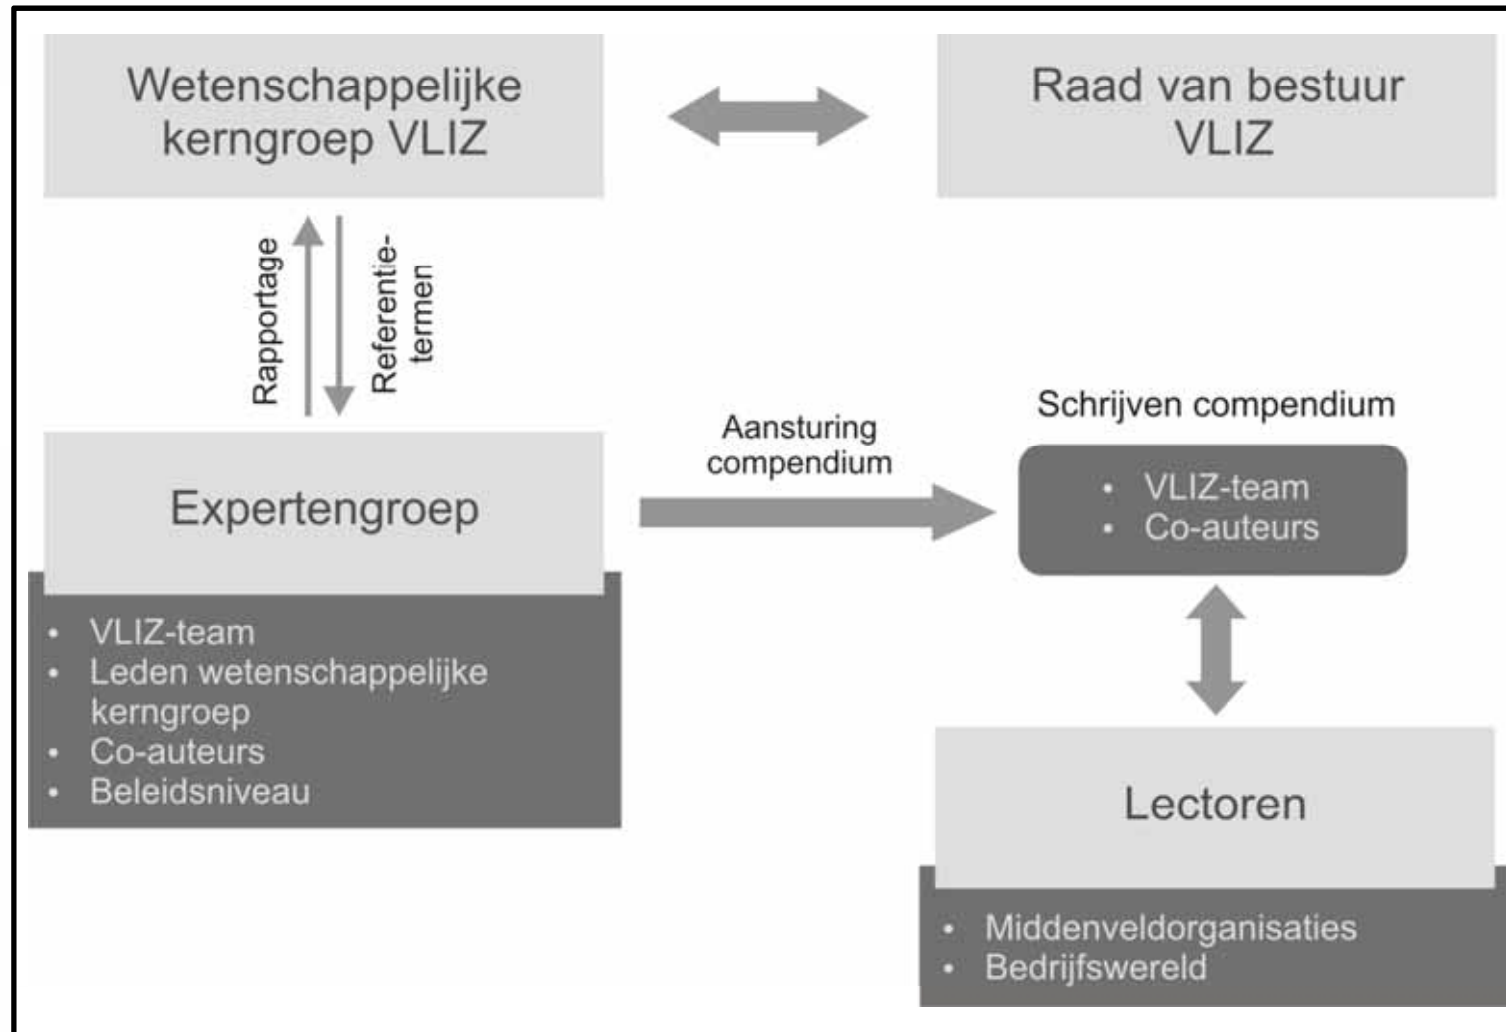 Wetenschappelijke
kerngroep VLIZ
Raad van bestuur
VLIZ
Rapportage
Referentie-
termen
Expertengroep
• VLIZ-team
• Leden wetenschappelijke
kerngroep
• Co-auteurs
• Beleidsniveau
Aansturing
compendium
Schrijven compendium
• VLIZ-team
• Co-auteurs
Lectoren
• Middenveldorganisaties
• Bedrijfswereld